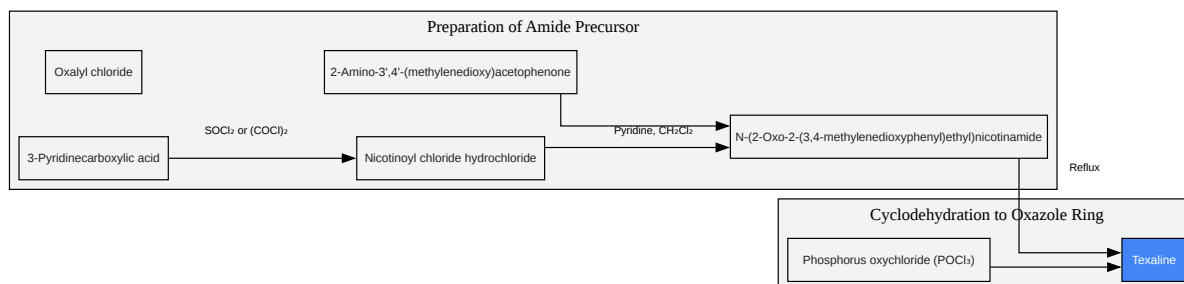 Preparation of Amide Precursor
Oxalyl chloride
2-Amino-3',4'-(methylenedioxy)acetophenone
SOCl₂ or (COCl)₂
Pyridine, CH₂Cl₂
3-Pyridinecarboxylic acid
Nicotinoyl chloride hydrochloride
N-(2-Oxo-2-(3,4-methylenedioxyphenyl)ethyl)nicotinamide
Reflux
Cyclodehydration to Oxazole Ring
Phosphorus oxychloride (POCl₃)
Texaline